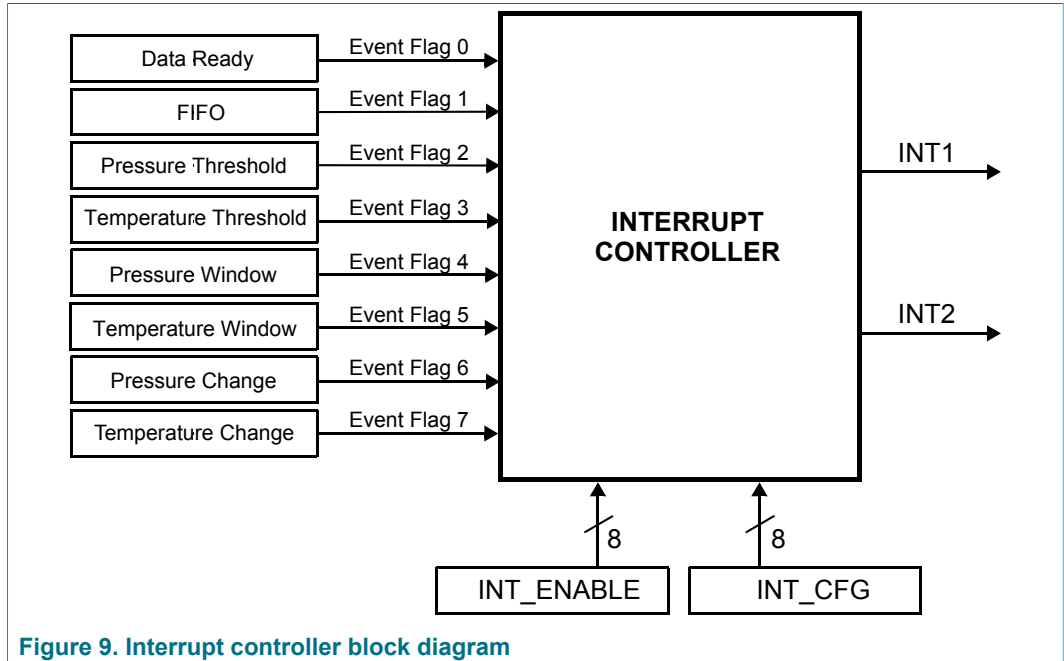 Data Ready
Event Flag 0
FIFO
Event Flag 1
Pressure Threshold
Event Flag 2
Temperature Threshold
Event Flag 3
Pressure Window
Event Flag 4
Temperature Window
Event Flag 5
Pressure Change
Event Flag 6
Temperature Change
Event Flag 7
INTERRUPT
CONTROLLER
INT1
INT2
8
8
INT_ENABLE
INT_CFG
Figure 9. Interrupt controller block diagram